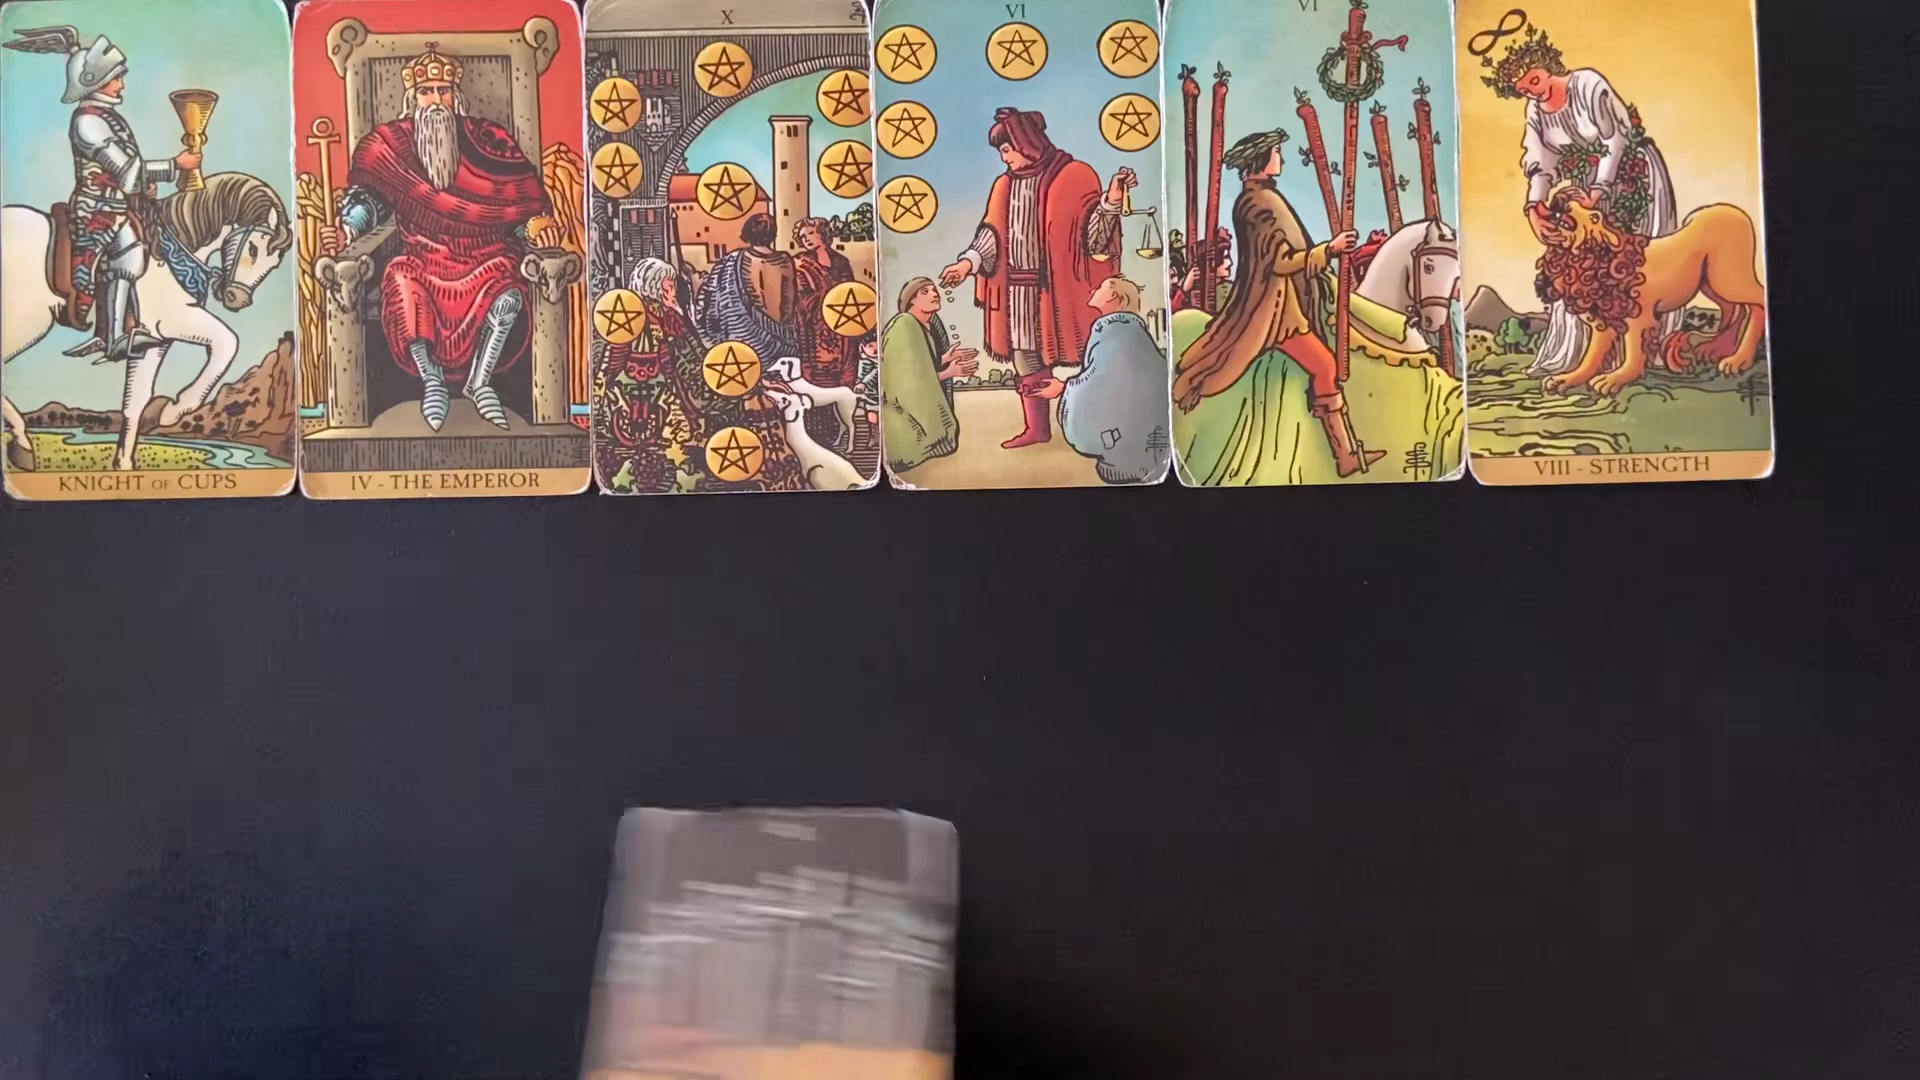 KNIGHT OF CUPS
IV - THE EMPEROR
X
VI
VI
VIII - STRENGTH